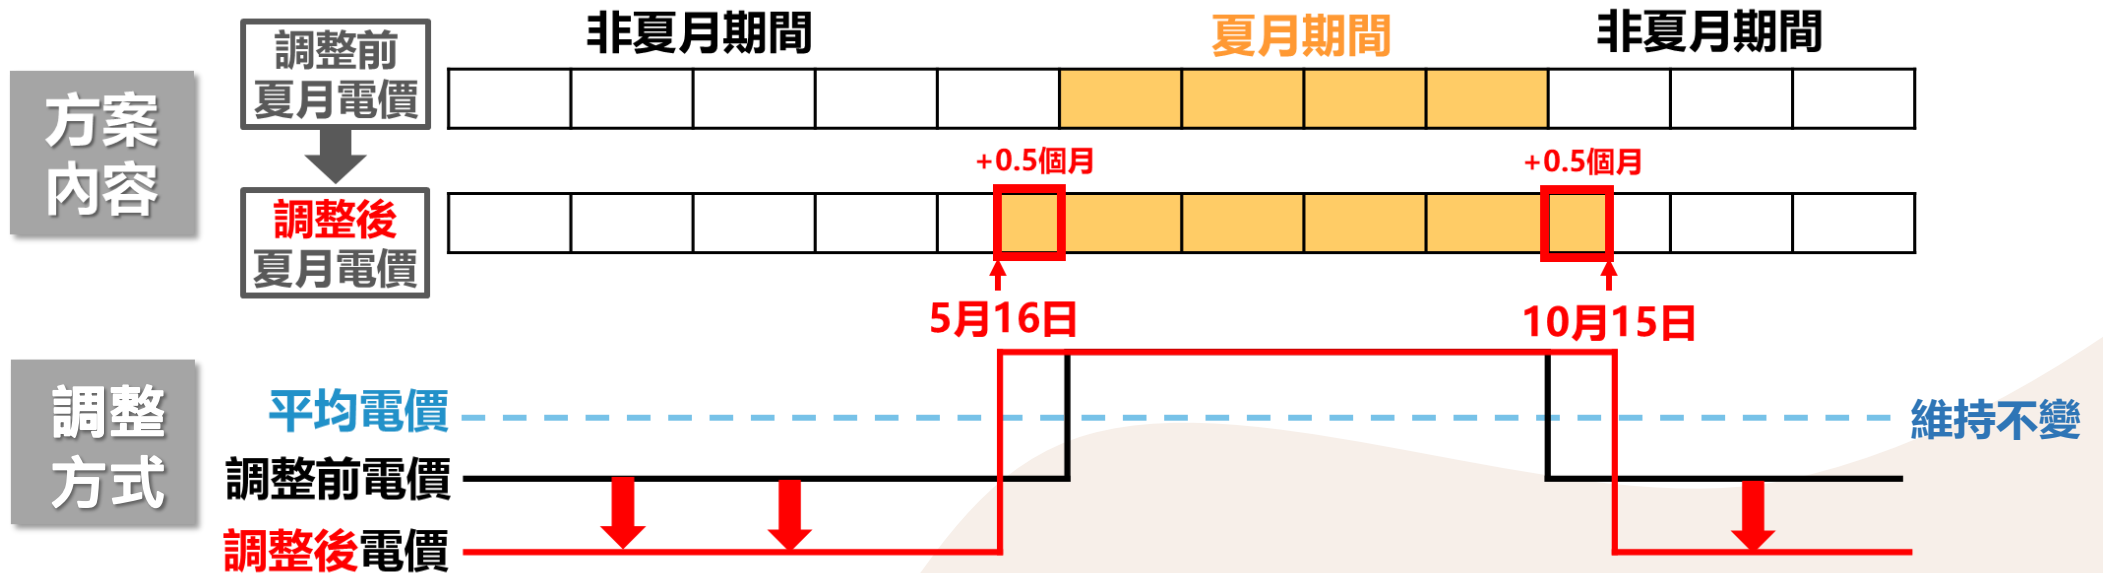 非夏月期間
夏月期間
非夏月期間
方案
內容
調整前
夏月電價
+0.5個月
+0.5個月
調整後
夏月電價
5月16日
10月15日
調整
方式
平均電價
維持不變
調整前電價
調整後電價